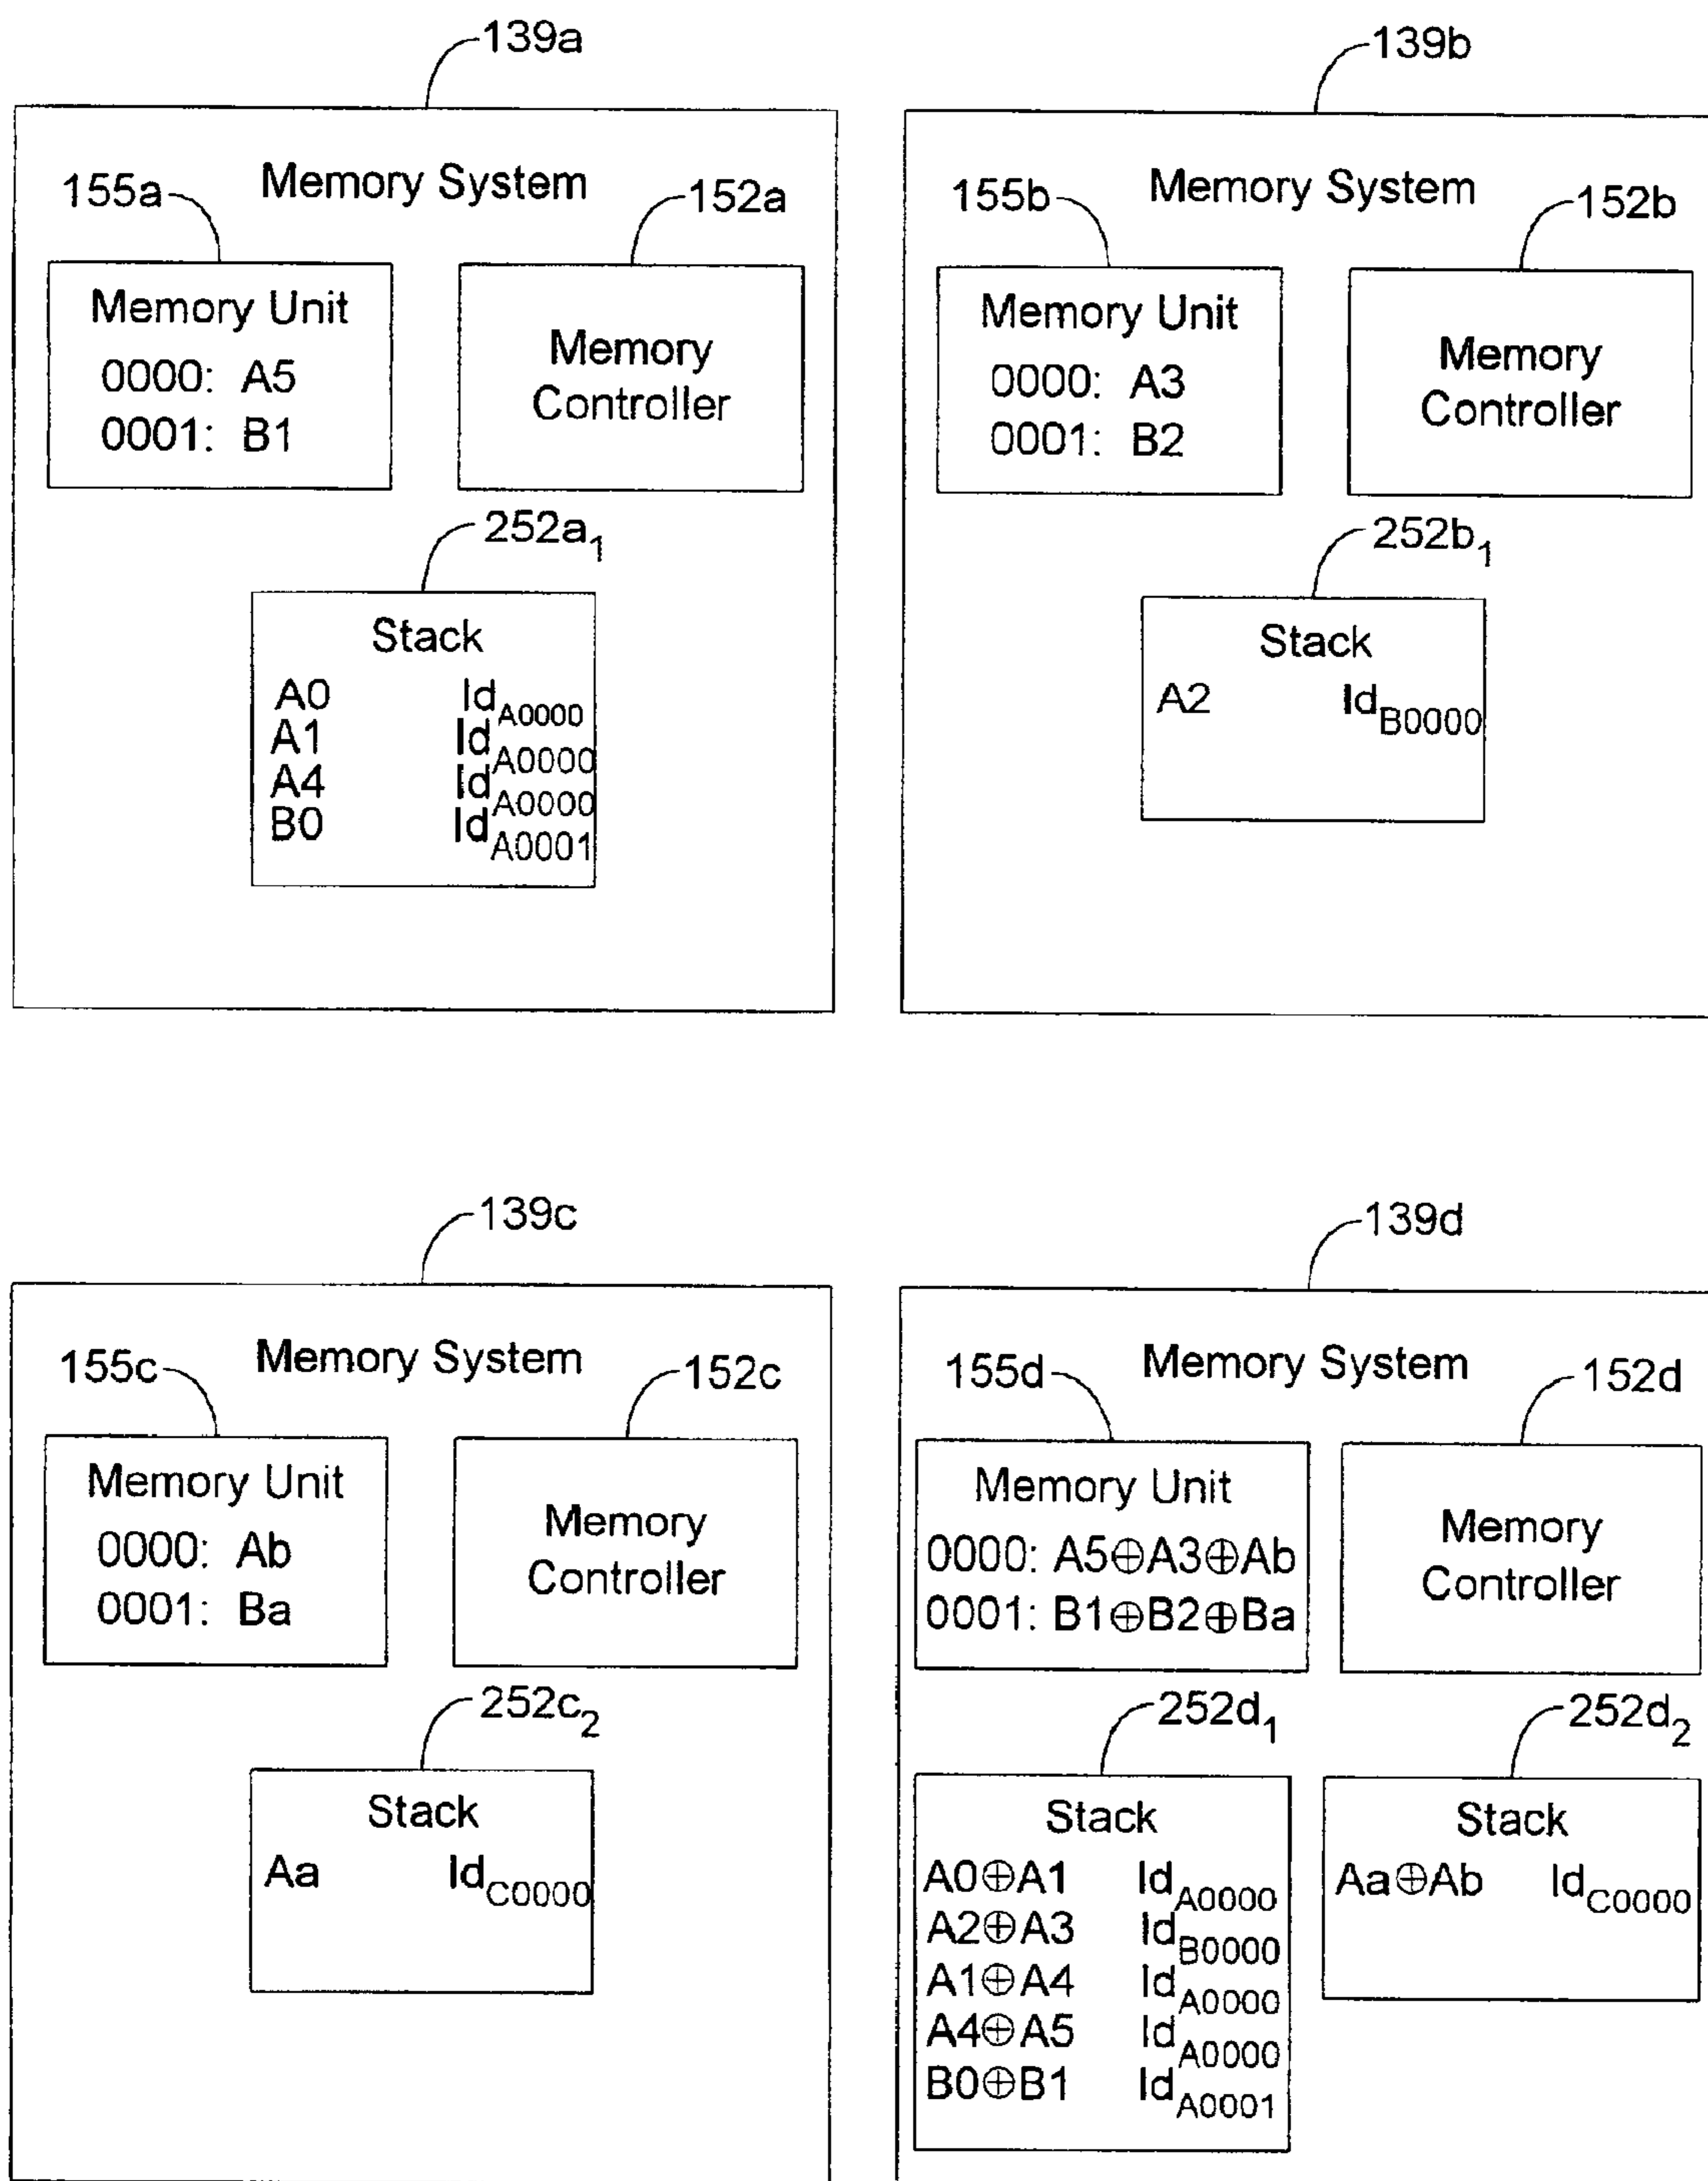 139a
Memory System
155a
152a
Memory Unit
0000: A5
0001: B1
Memory
Controller
252a1
Stack
A0 IdA0000
A1 IdA0000
A4 IdA0000
B0 IdA0001
139b
Memory System
155b
152b
Memory Unit
0000: A3
0001: B2
Memory
Controller
252b1
Stack
A2 IdB0000
139c
Memory System
155c
152c
Memory Unit
0000: Ab
0001: Ba
Memory
Controller
252c2
Stack
Aa IdC0000
139d
Memory System
155d
152d
Memory Unit
0000: A5⊕A3⊕Ab
0001: B1⊕B2⊕Ba
Memory
Controller
252d1
Stack
A0⊕A1 IdA0000
A2⊕A3 IdB0000
A1⊕A4 IdA0000
A4⊕A5 IdA0000
B0⊕B1 IdA0001
252d2
Stack
Aa⊕Ab IdC0000